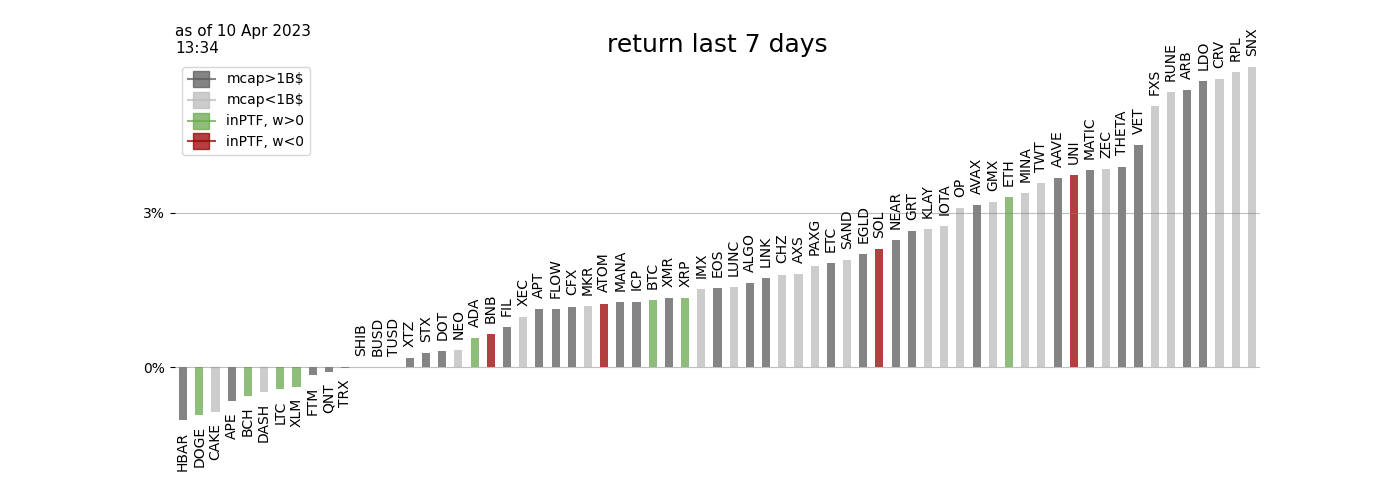 as of 10 Apr 2023
13:34
return last 7 days
mcap>1B$
mcap<1B$
inPTF, w>0
inPTF, w<0
3%
0%
HBAR
DOGE
CAKE
APE
BCH
DASH
LTC
XLM
FTM
QNT
TRX
SHIB
BUSD
TUSD
XTZ
STX
DOT
NEO
ADA
BNB
FIL
XEC
APT
FLOW
CFX
MKR
ATOM
MANA
ICP
BTC
XMR
XRP
IMX
EOS
LUNC
ALGO
LINK
CHZ
AXS
PAXG
ETC
SAND
EGLD
SOL
NEAR
GRT
KLAY
IOTA
OP
AVAX
GMX
ETH
MINA
TWT
AAVE
UNI
MATIC
ZEC
THETA
VET
FXS
RUNE
ARB
LDO
CRV
RPL
SNX